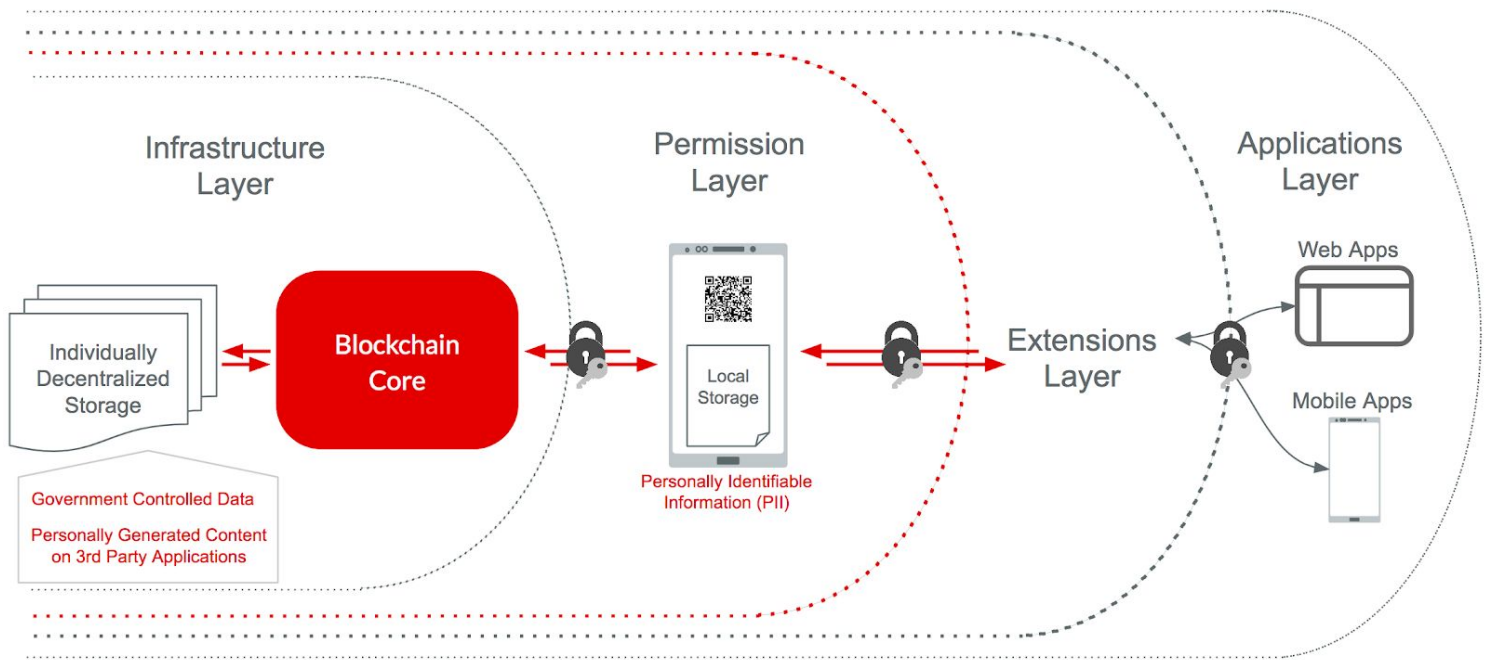 Infrastructure
Layer
Permission
Layer
Applications
Layer
Web Apps
Individually
Decentralized
Storage
Blockchain
Core
Local
Storage
Extensions
Layer
Mobile Apps
Personally Identifiable
Information (PII)
Government Controlled Data
Personally Generated Content
on 3rd Party Applications